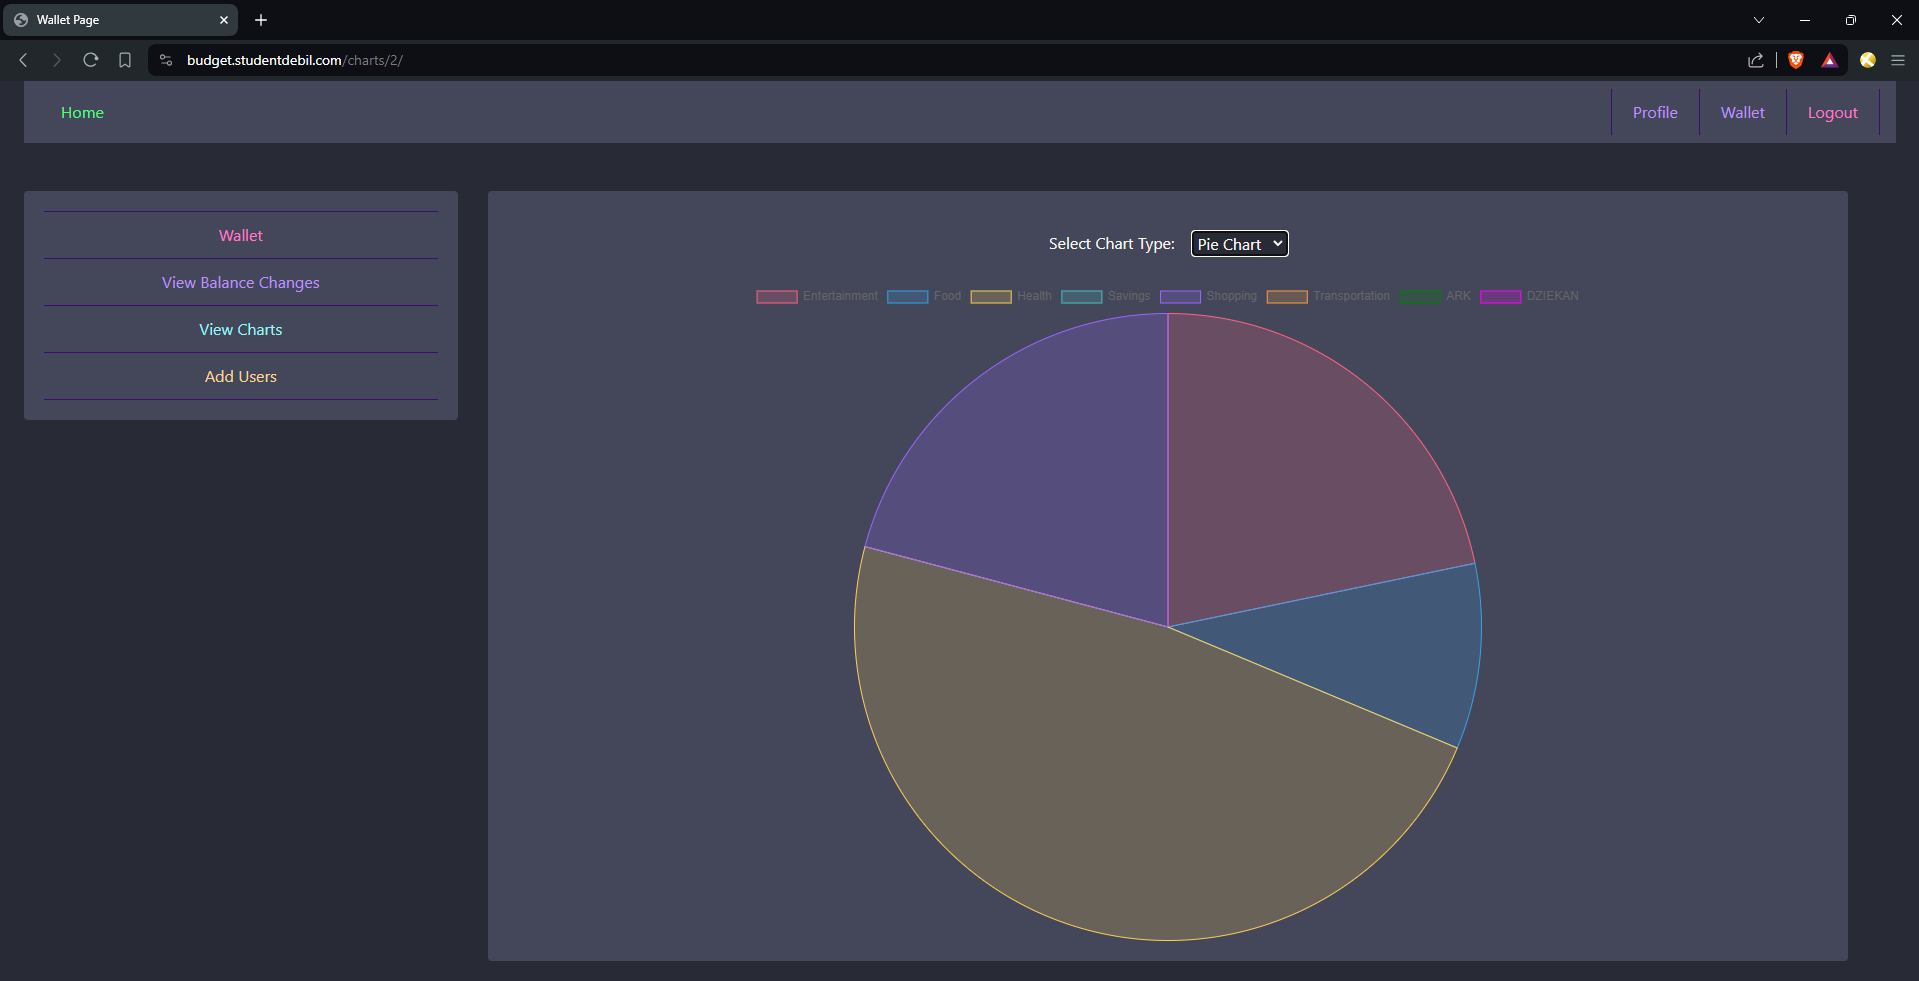 Wallet Page
budget.studentdebil.com/charts/2/
Home
Profile
Wallet
Logout
Wallet
View Balance Changes
View Charts
Add Users
Select Chart Type: Pie Chart
Entertainment Food Health Savings Shopping Transportation ARK DZIEKAN